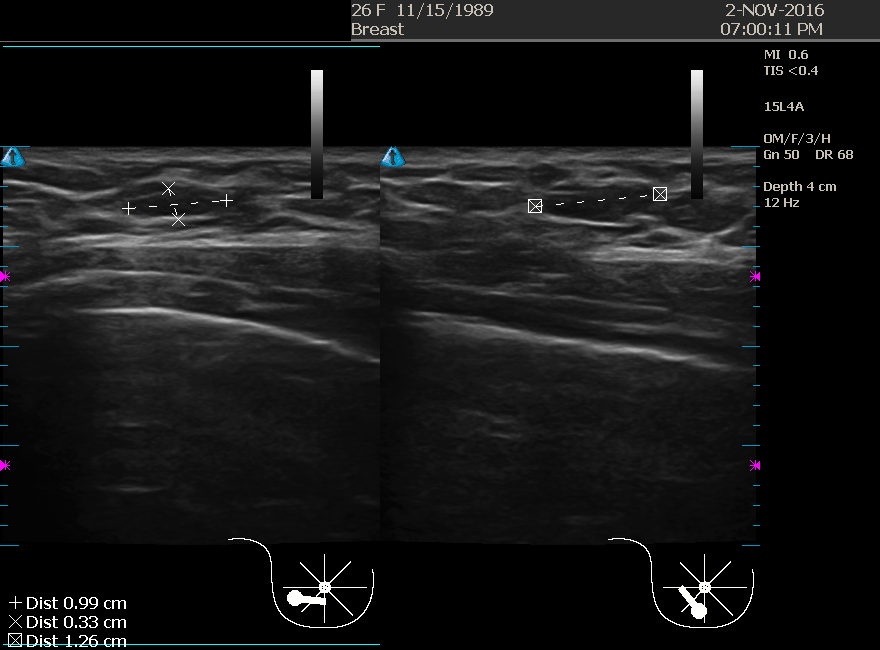 26 F 11/15/1989
Breast
2-NOV-2016
07:00:11 PM
MI 0.6
TIS <0.4
15L4A
OM/F/3/H
Gn 50 DR 68
Depth 4 cm
12 Hz
Dist 0.99 cm
Dist 0.33 cm
Dist 1.26 cm